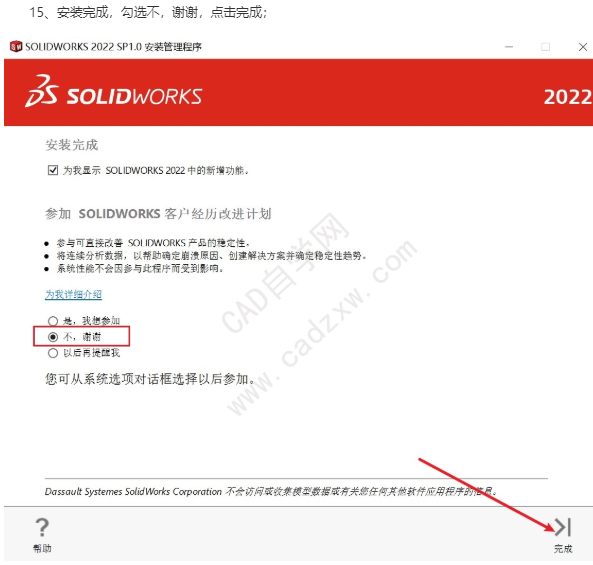 15、安装完成，勾选不，谢谢，点击完成；
SOLIDWORKS 2022 SP1.0 安装管理程序
SOLIDWORKS
2022
安装完成
为我显示 SOLIDWORKS 2022 中的新增功能。
参加 SOLIDWORKS 客户经历改进计划
参与可直接改善 SOLIDWORKS 产品的稳定性。
将连续分析数据，以帮助确定崩溃原因、创建解决方案并确定稳定性趋势。
系统性能不会因参与此程序而受到影响。
为我详细介绍
是，我想参加
不，谢谢
以后再提醒我
您可从系统选项对话框选择以后参加。
CAD自学网
www.cadzxw.com
Dassault Systemes SolidWorks Corporation 不会访问或收集模型数据或有关您任何其他软件应用程序的信息。
?
帮助
完成